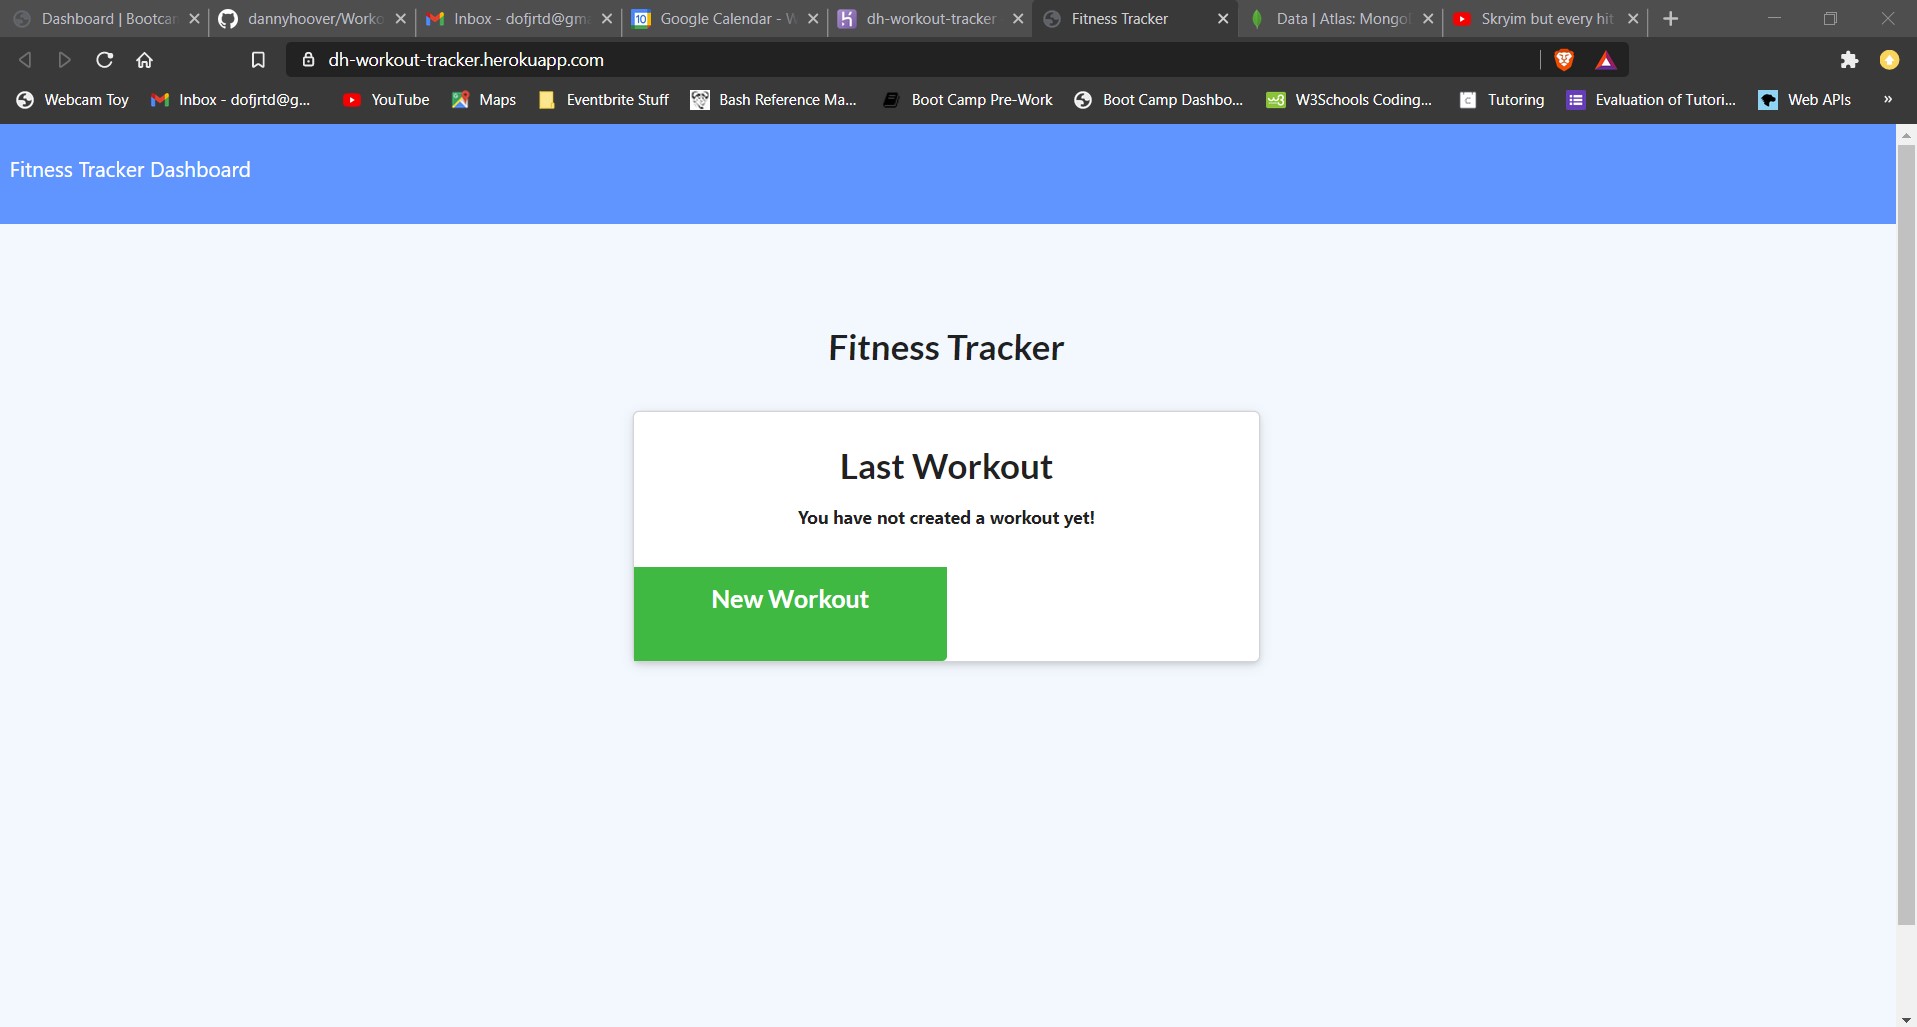 Dashboard | Bootcan
dannyhoover/Worko
Inbox - dofjrtd@gma
Google Calendar - W
dh-workout-tracker
Fitness Tracker
Data | Atlas: Mongol
Skryim but every hit
dh-workout-tracker.herokuapp.com
Webcam Toy
Inbox - dofjrtd@g...
YouTube
Maps
Eventbrite Stuff
Bash Reference Ma...
Boot Camp Pre-Work
Boot Camp Dashbo...
W3Schools Coding...
Tutoring
Evaluation of Tutori...
Web APIs
»
Fitness Tracker Dashboard
Fitness Tracker
Last Workout
You have not created a workout yet!
New Workout